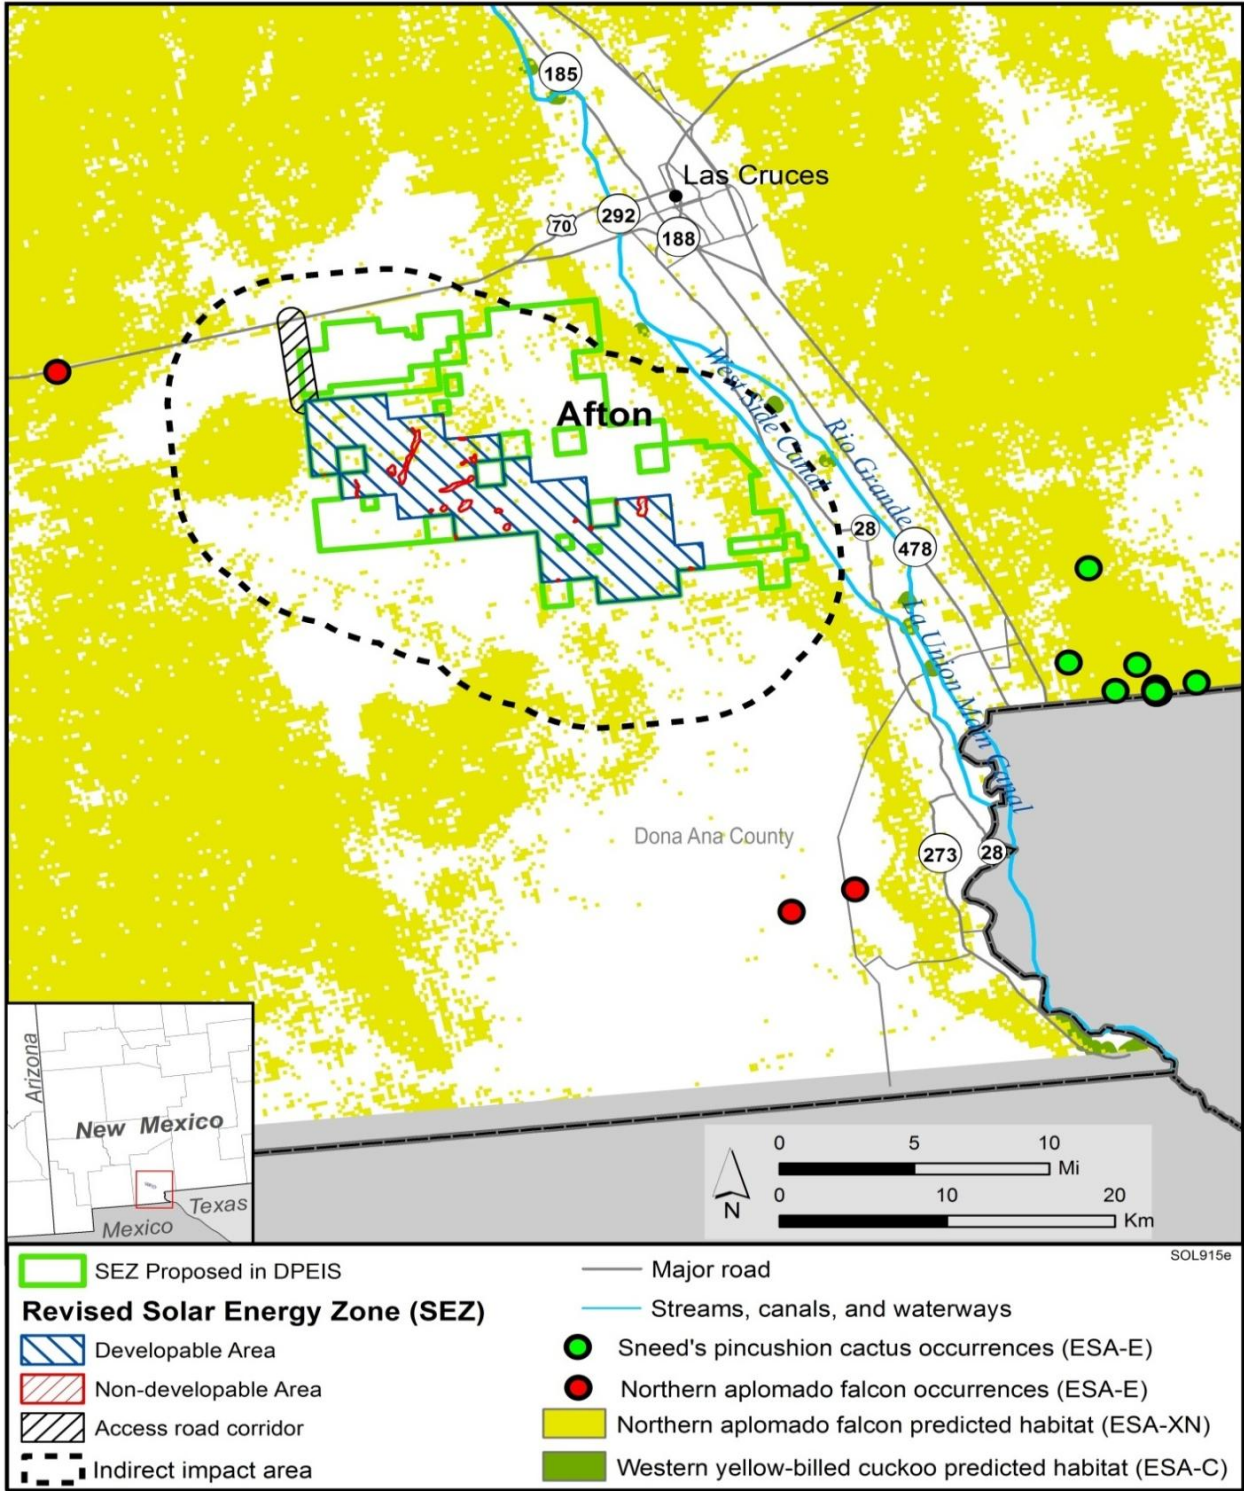 185
Las Cruces
292
70
188
Afton
West Side Canal
Rio Grande
28
478
La Union Main Canal
Dona Ana County
273
28
Arizona
New Mexico
Texas
Mexico
N
0 5 10
Mi
0 10 20
Km
SOL915e
SEZ Proposed in DPEIS
Revised Solar Energy Zone (SEZ)
Developable Area
Non-developable Area
Access road corridor
Indirect impact area
Major road
Streams, canals, and waterways
Sneed's pincushion cactus occurrences (ESA-E)
Northern aplomado falcon occurrences (ESA-E)
Northern aplomado falcon predicted habitat (ESA-XN)
Western yellow-billed cuckoo predicted habitat (ESA-C)